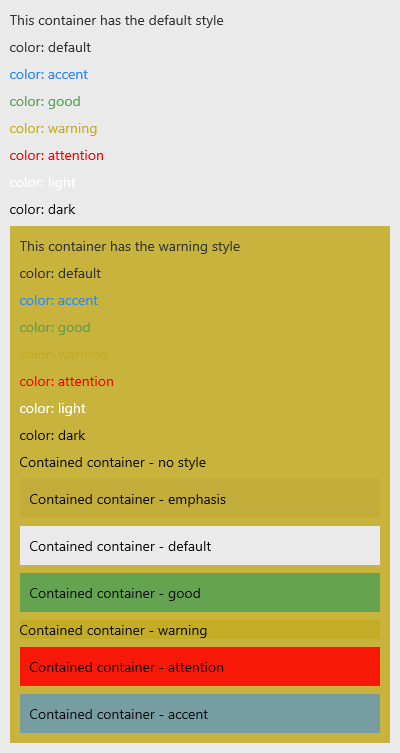 This container has the default style
color: default
color: accent
color: good
color: warning
color: attention
color: light
color: dark
This container has the warning style
color: default
color: accent
color: good
color: warning
color: attention
color: light
color: dark
Contained container - no style
Contained container - emphasis
Contained container - default
Contained container - good
Contained container - warning
Contained container - attention
Contained container - accent